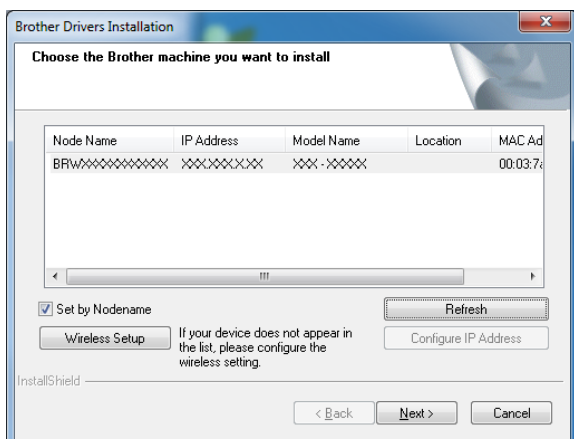 Brother Drivers Installation
Choose the Brother machine you want to install
Node Name IP Address Model Name Location MAC Ad
BRWXXXXXXXXXXXX XXX.XXX.X.XX XXX - XXXXX 00:03:7a
Set by Nodename
Refresh
Wireless Setup
If your device does not appear in
the list, please configure the
wireless setting.
Configure IP Address
InstallShield
< Back Next > Cancel